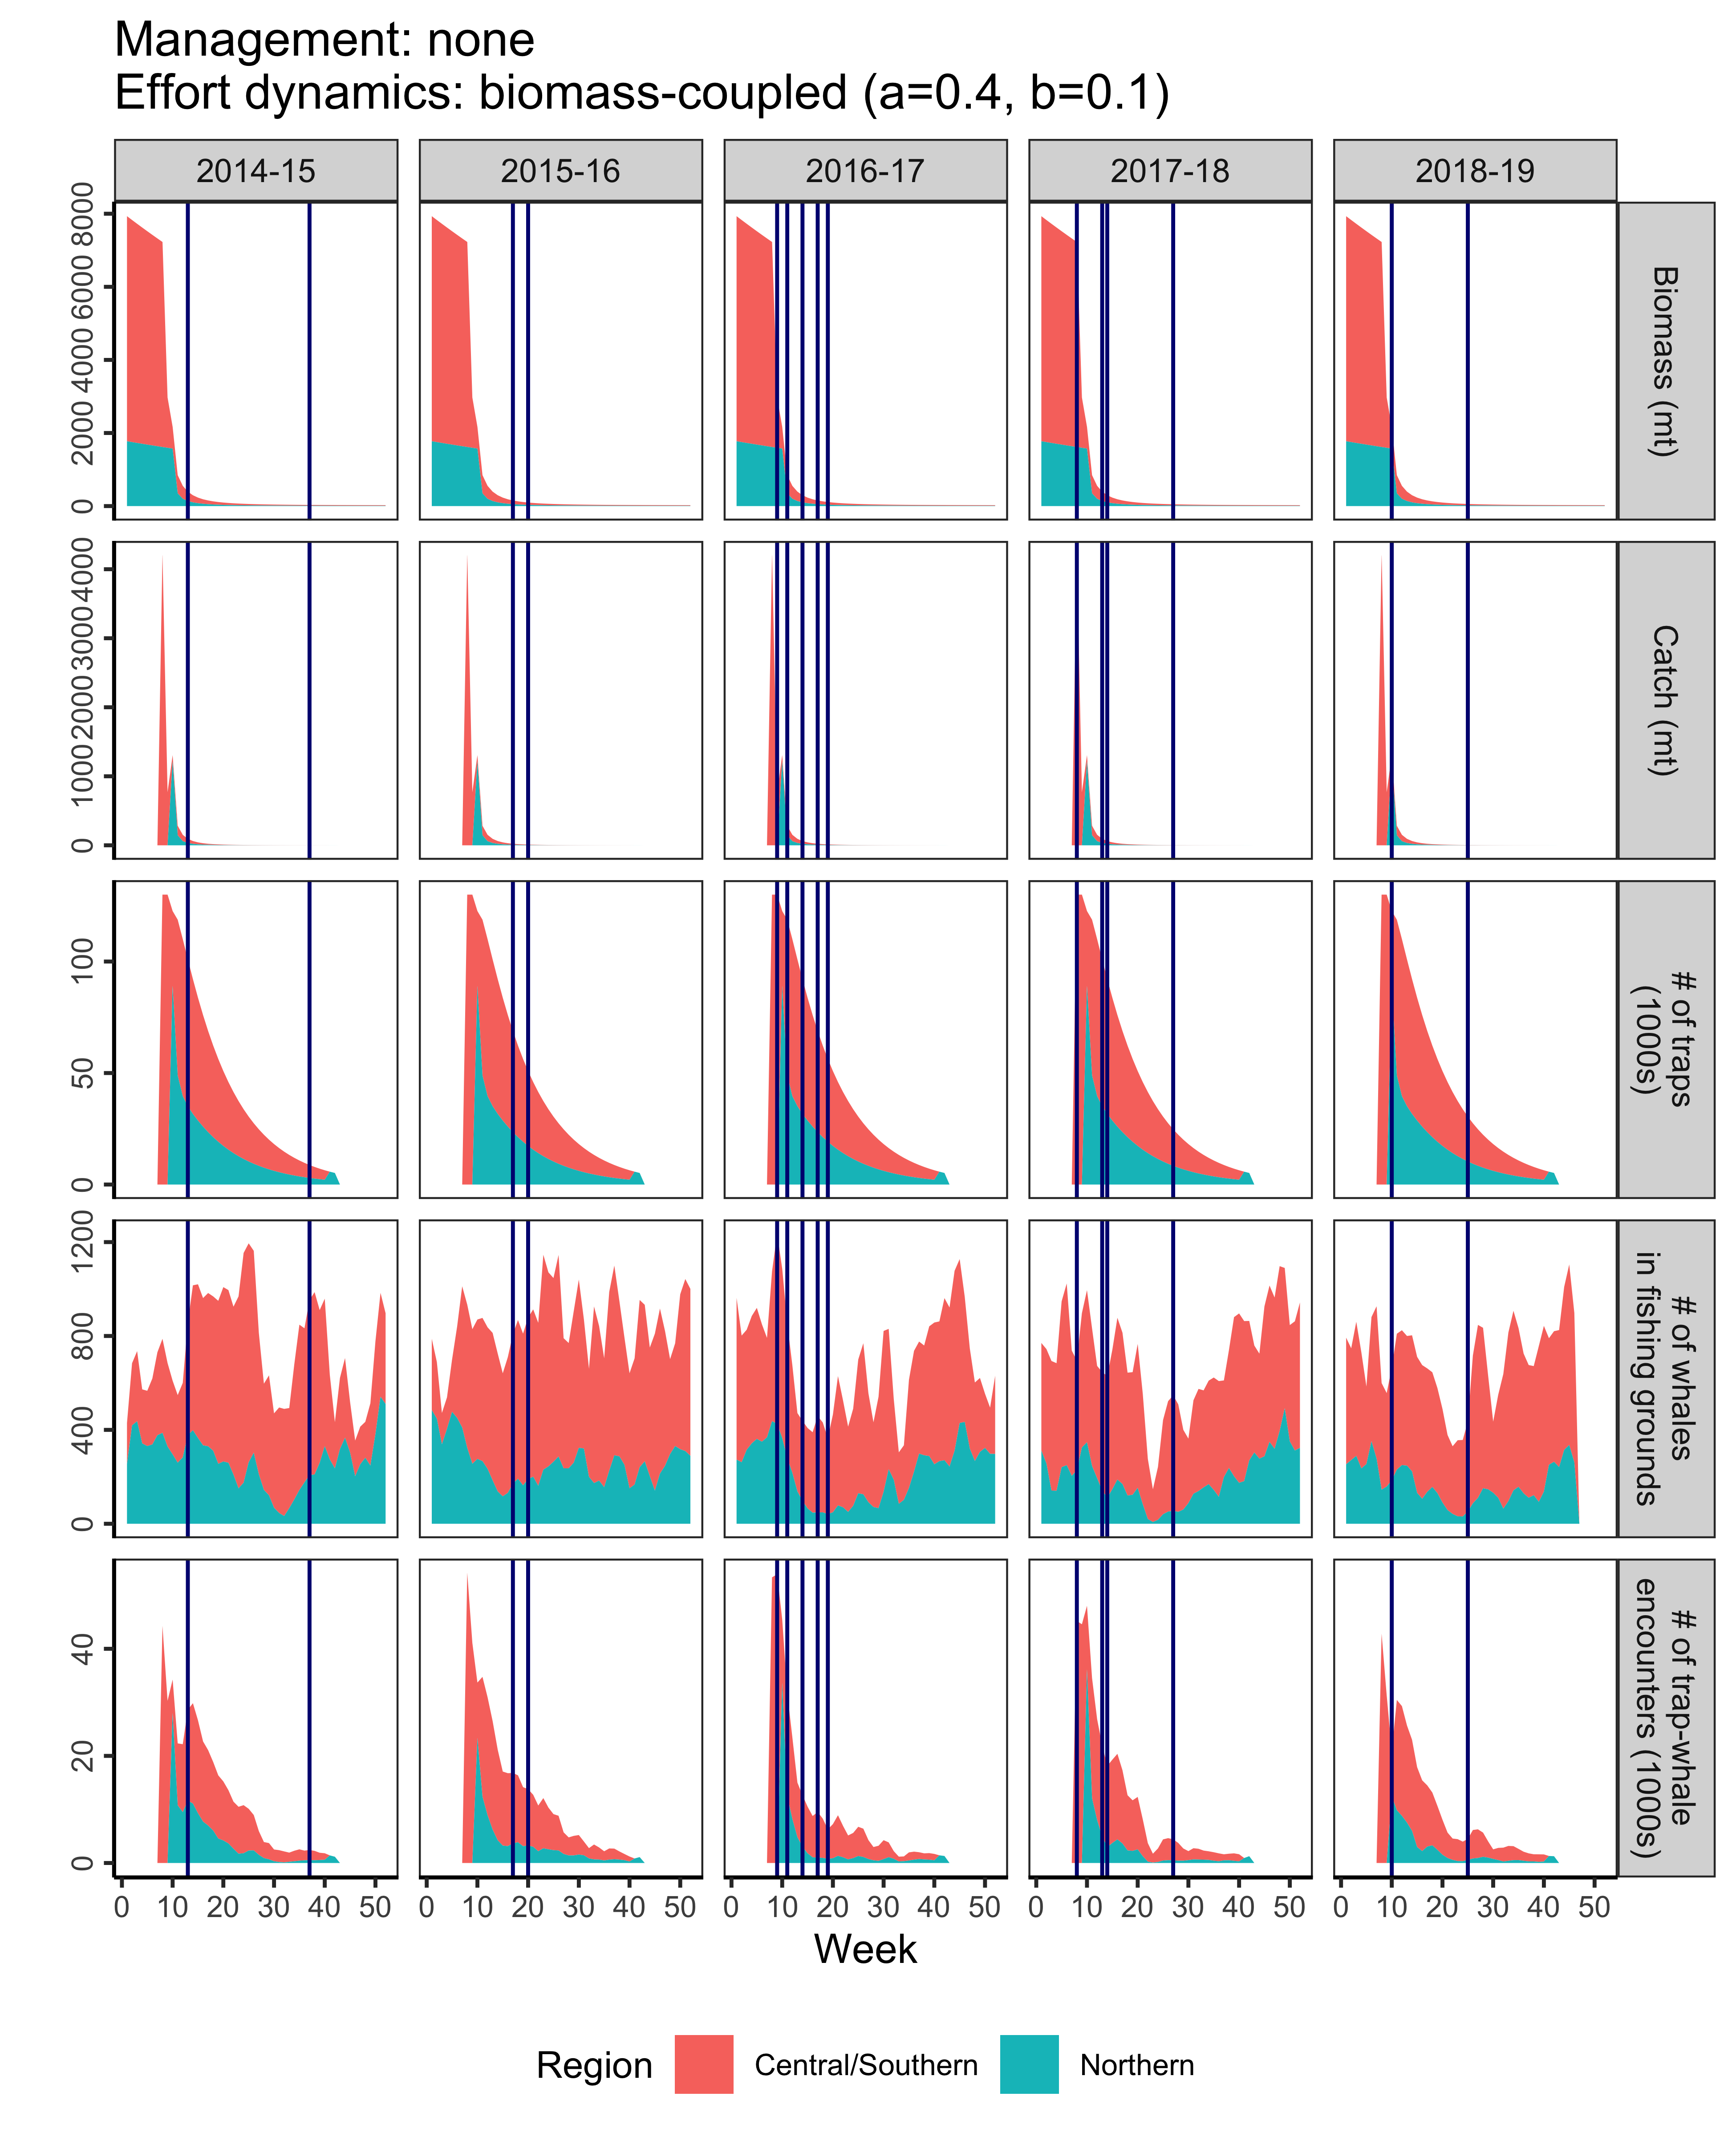 Management: none
Effort dynamics: biomass-coupled (a=0.4, b=0.1)
2014-15 2015-16 2016-17 2017-18 2018-19
8000
6000
4000
2000
0
Biomass (mt)
4000
3000
2000
1000
0
Catch (mt)
100
50
0
# of traps
(1000s)
1200
800
400
0
# of whales
in fishing grounds
40
20
0
# of trap-whale
encounters (1000s)
0 10 20 30 40 50 0 10 20 30 40 50 0 10 20 30 40 50 0 10 20 30 40 50 0 10 20 30 40 50
Week
Region Central/Southern Northern